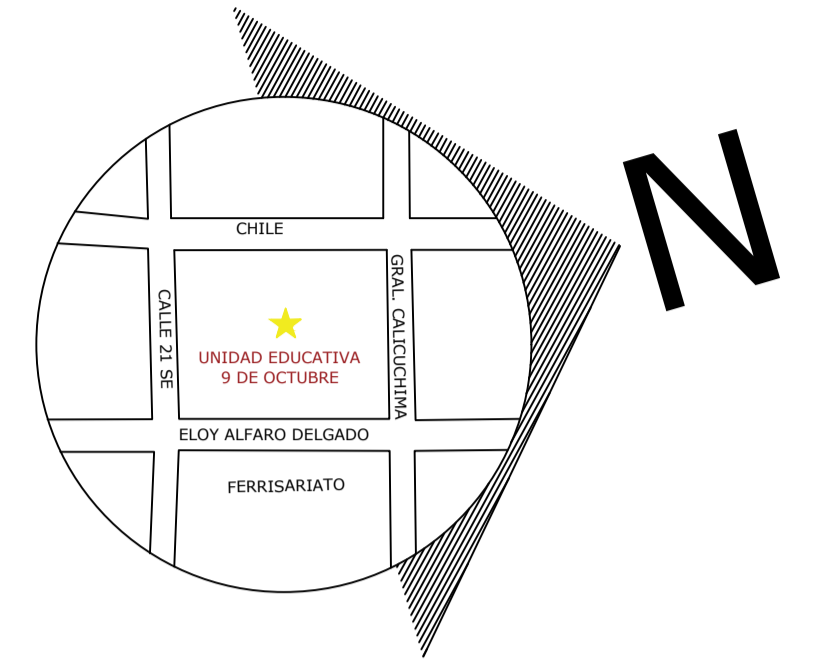 N
CHILE
GRAL. CALICUCHIMA
CALLE 21 SE
UNIDAD EDUCATIVA
9 DE OCTUBRE
ELOY ALFARO DELGADO
FERRISARIATO